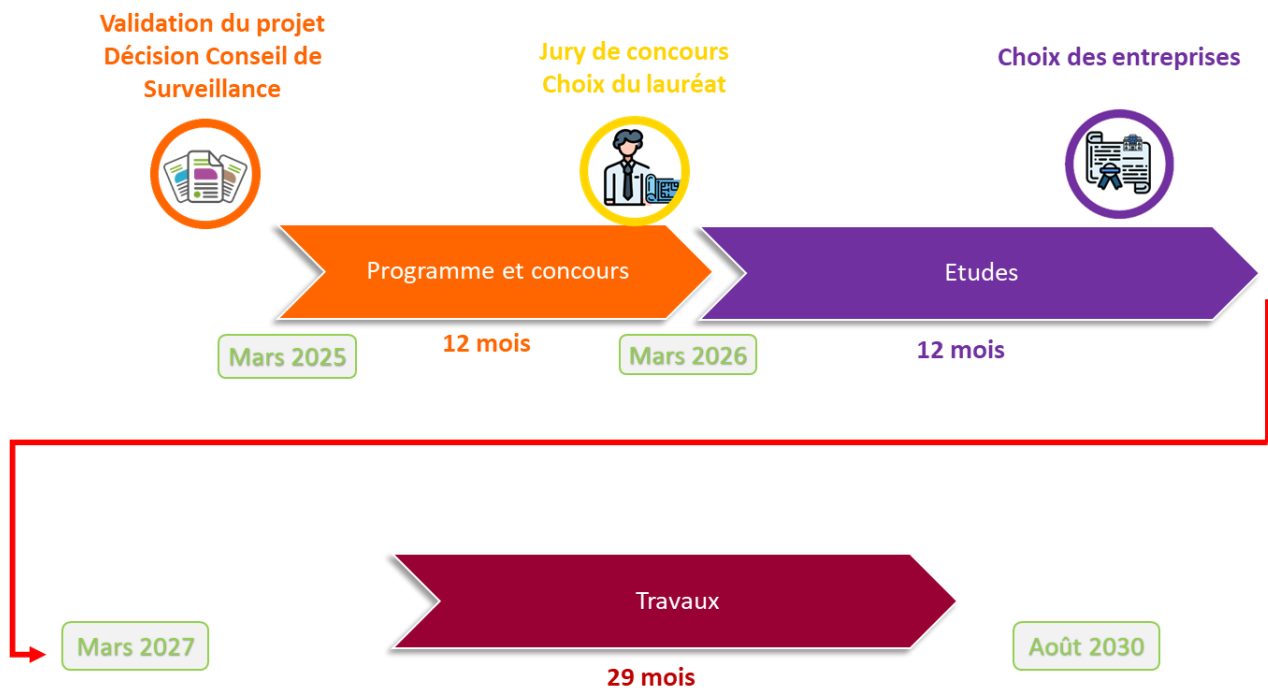 Validation du projet
Décision Conseil de
Surveillance
Jury de concours
Choix du lauréat
Choix des entreprises
Programme et concours
Etudes
Mars 2025
12 mois
Mars 2026
12 mois
Travaux
Mars 2027
29 mois
Août 2030